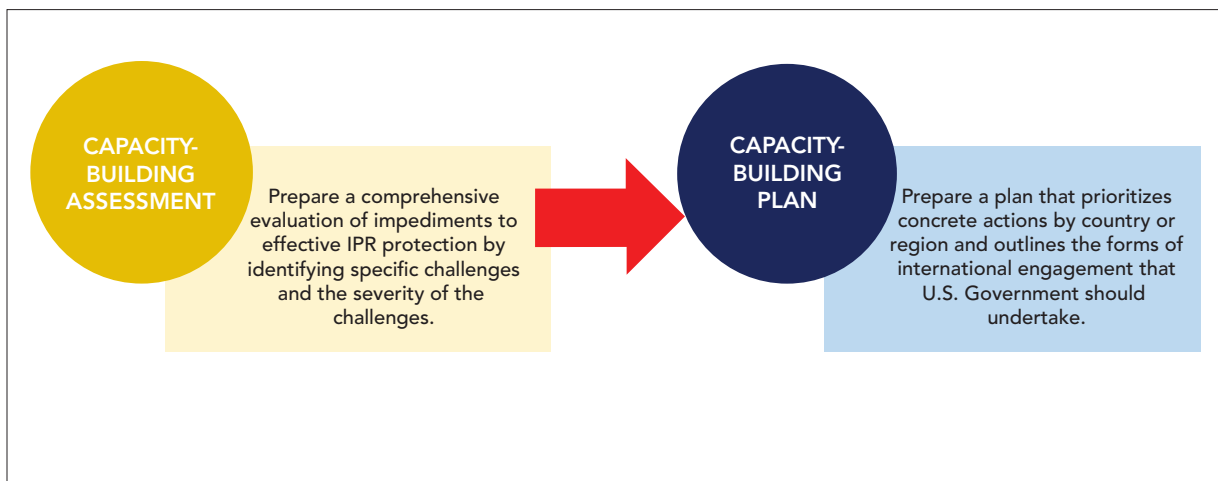 CAPACITY-
BUILDING
ASSESSMENT
Prepare a comprehensive
evaluation of impediments to
effective IPR protection by
identifying specific challenges
and the severity of the
challenges.
CAPACITY-
BUILDING
PLAN
Prepare a plan that prioritizes
concrete actions by country or
region and outlines the forms of
international engagement that
U.S. Government should
undertake.